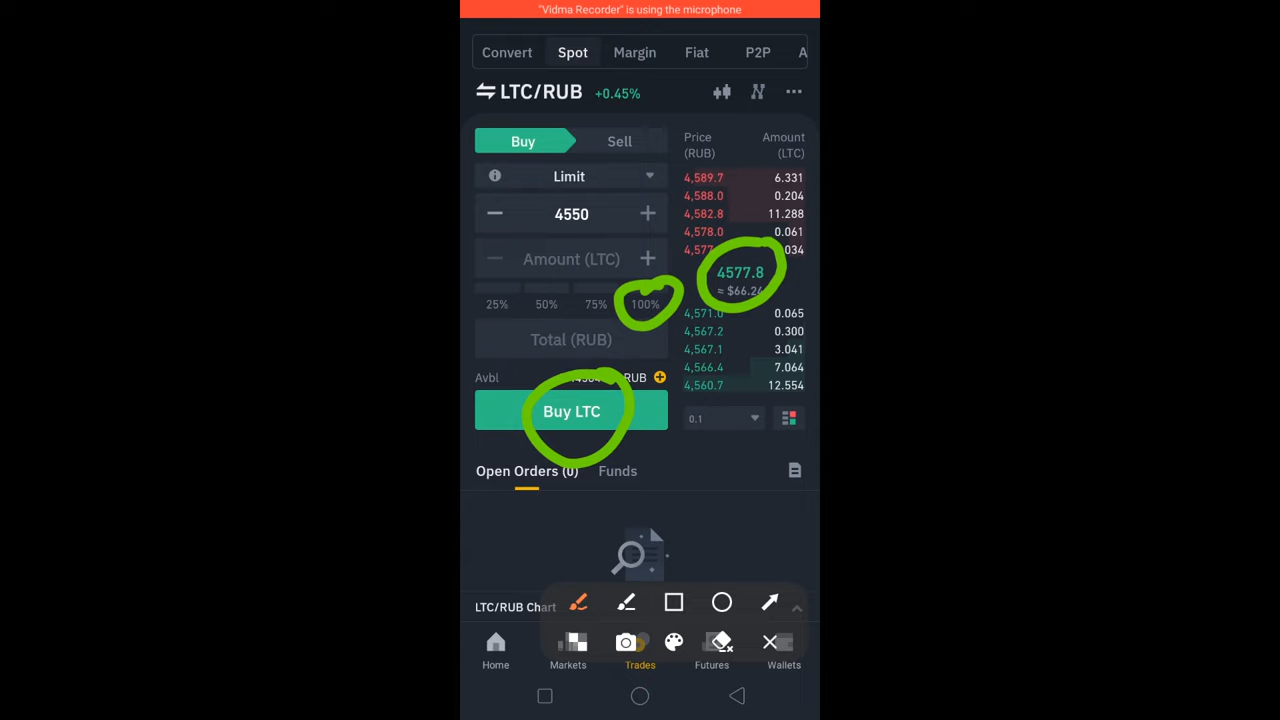 "Vidma Recorder" is using the microphone
Convert Spot Margin Fiat P2P A
LTC/RUB +0.45%
Buy Sell
Limit
4550
Amount (LTC)
25% 50% 75% 100%
Total (RUB)
Avbl RUB
Buy LTC
Price Amount
(RUB) (LTC)
4,589.7 6.331
4,588.0 0.204
4,582.8 11.288
4,578.0 0.061
4,577 034
4577.8
≈ $66.24
4,571.0 0.065
4,567.2 0.300
4,567.1 3.041
4,566.4 7.064
4,560.7 12.554
0.1
Open Orders (0) Funds
LTC/RUB Chart
Home Markets Trades Futures Wallets